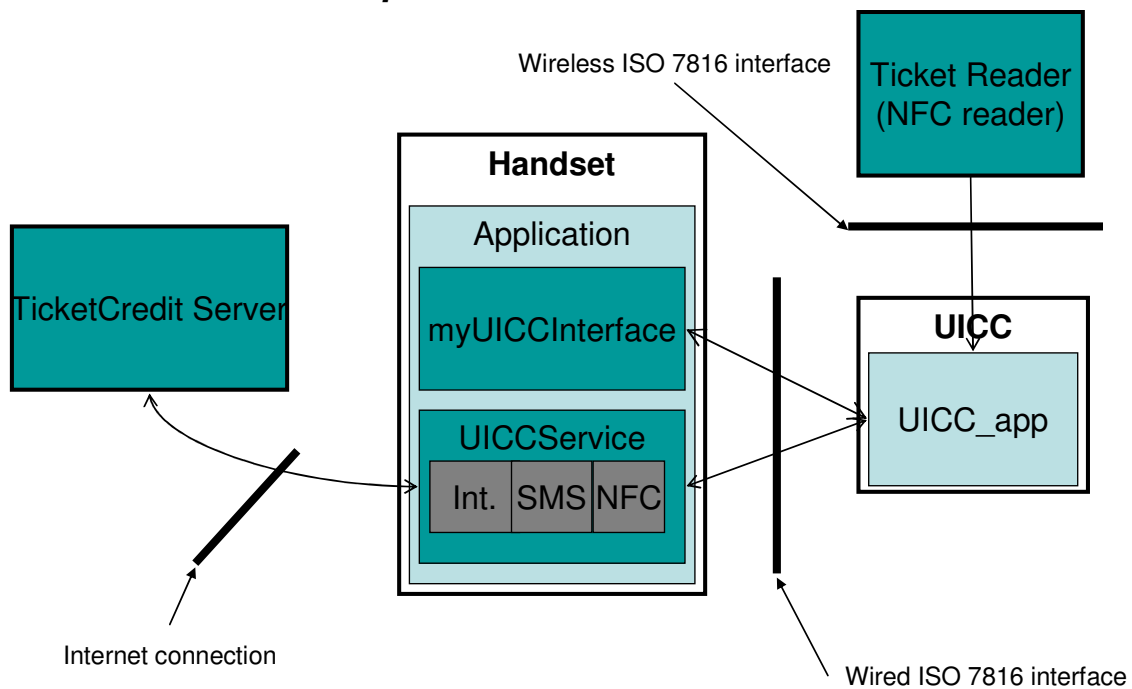 Wireless ISO 7816 interface
Ticket Reader
(NFC reader)
Handset
Application
TicketCredit Server
myUICCInterface
UICC
UICC_app
UICCService
Int.
SMS
NFC
Internet connection
Wired ISO 7816 interface